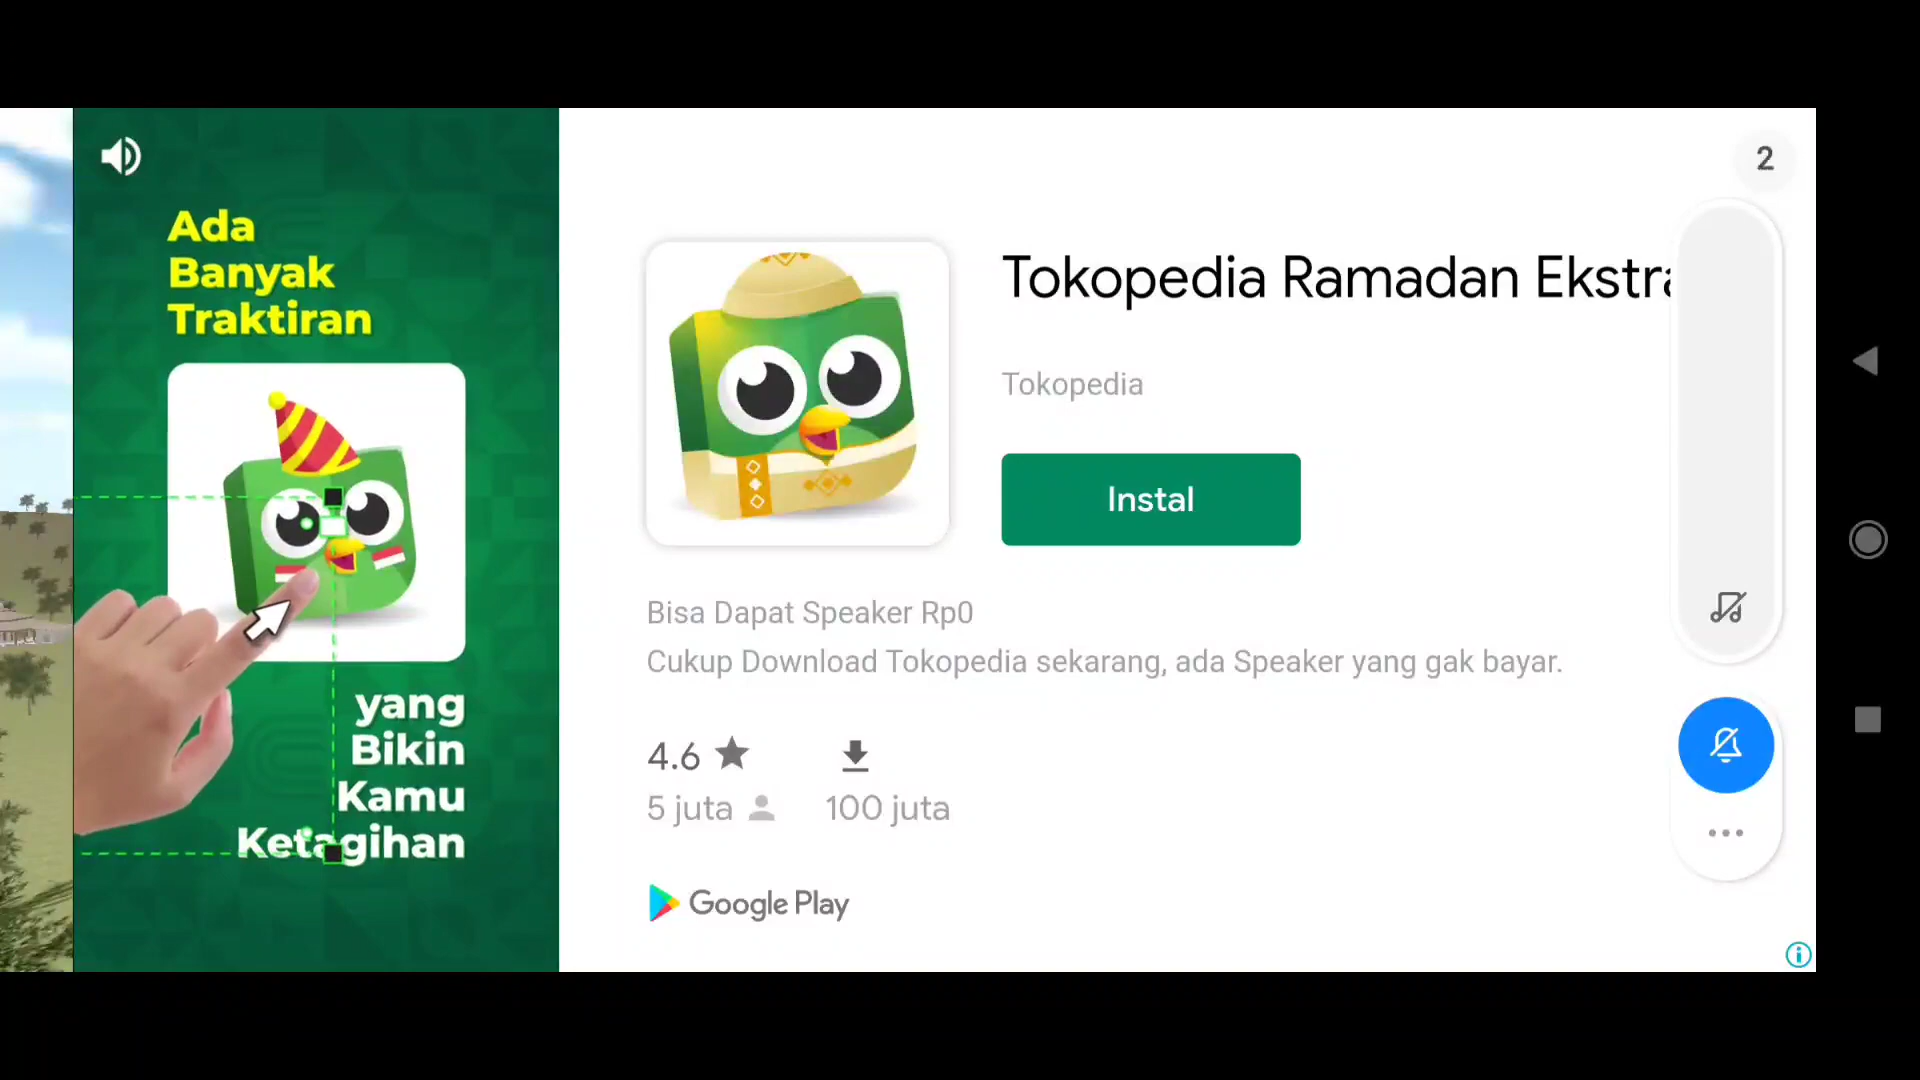 Ada
Banyak
Traktiran
yang
Bikin
Kamu
Ketagihan
2
Tokopedia Ramadan Ekstra
Tokopedia
Instal
Bisa Dapat Speaker Rp0
Cukup Download Tokopedia sekarang, ada Speaker yang gak bayar.
4.6
5 juta
100 juta
Google Play